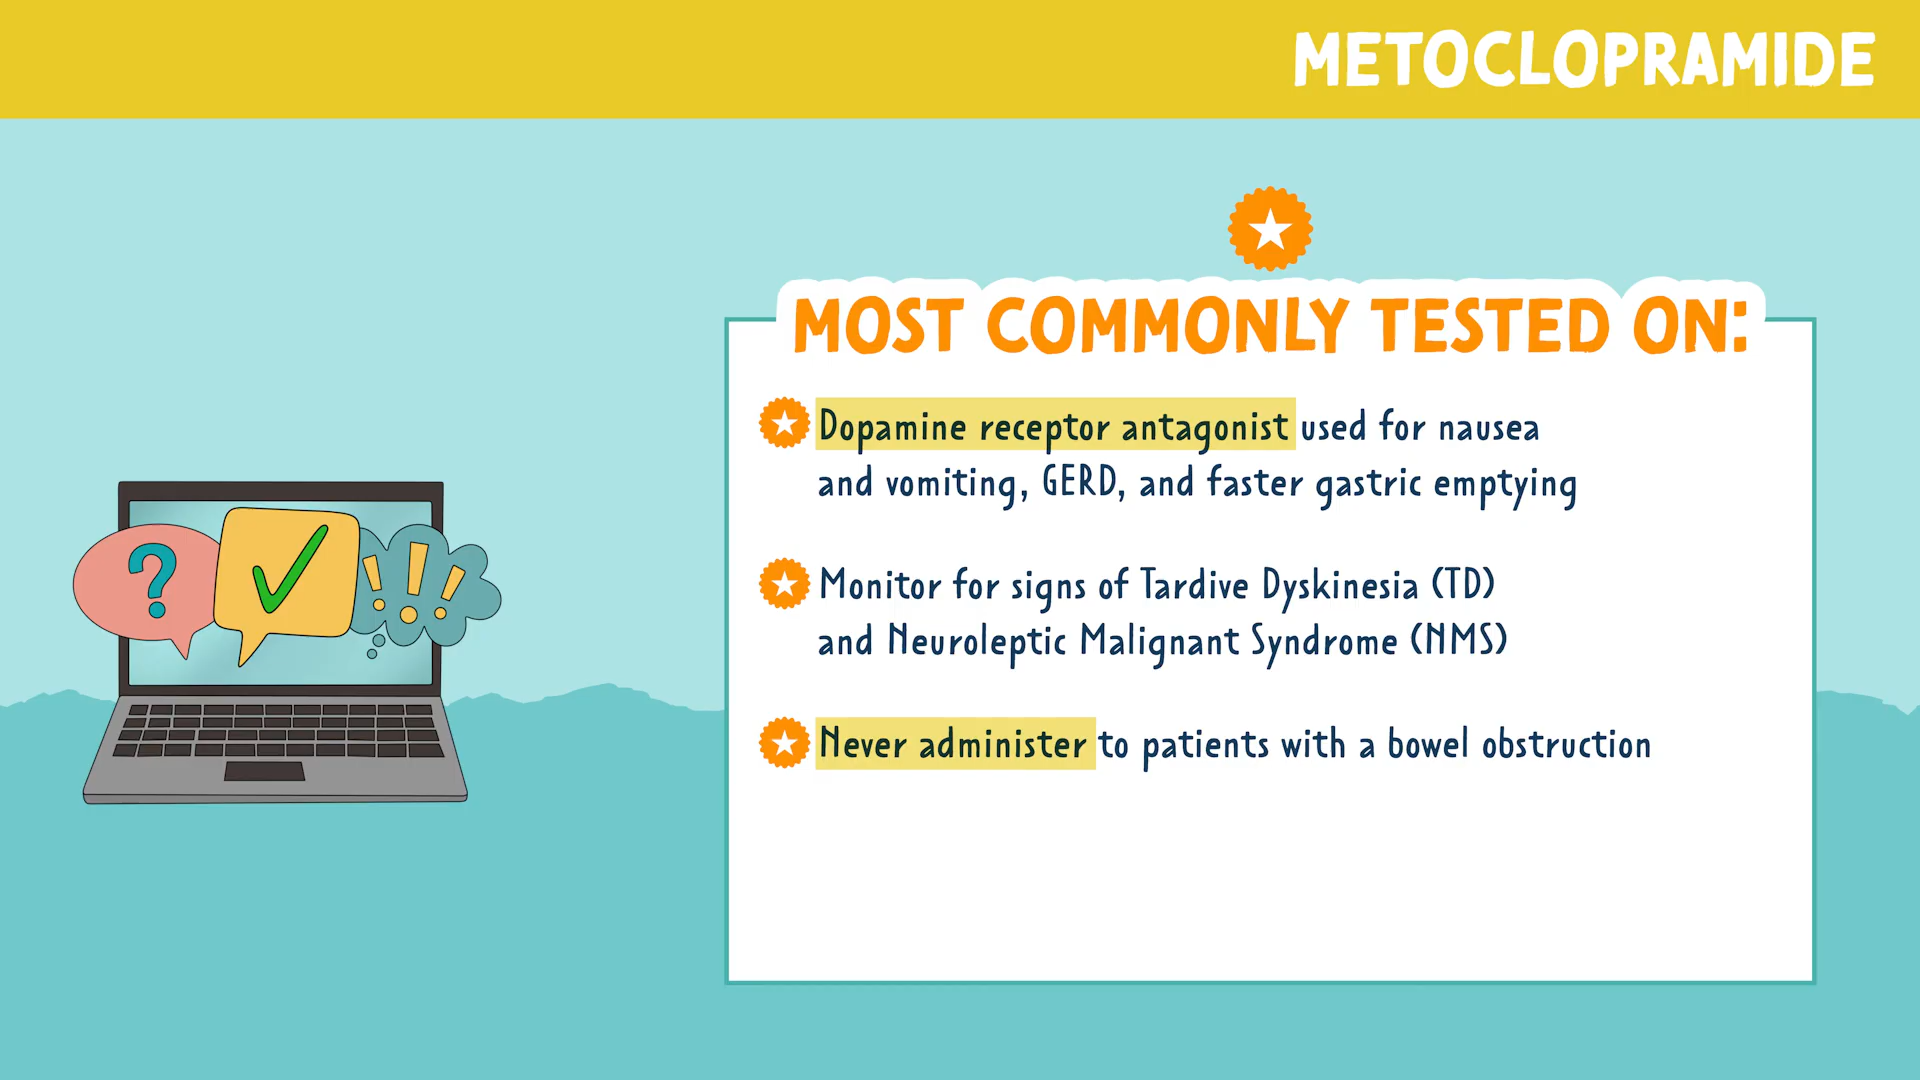 METOCLOPRAMIDE
MOST COMMONLY TESTED ON:
Dopamine receptor antagonist used for nausea
and vomiting, GERD, and faster gastric emptying
Monitor for signs of Tardive Dyskinesia (TD)
and Neuroleptic Malignant Syndrome (NMS)
Never administer to patients with a bowel obstruction
?
!!!